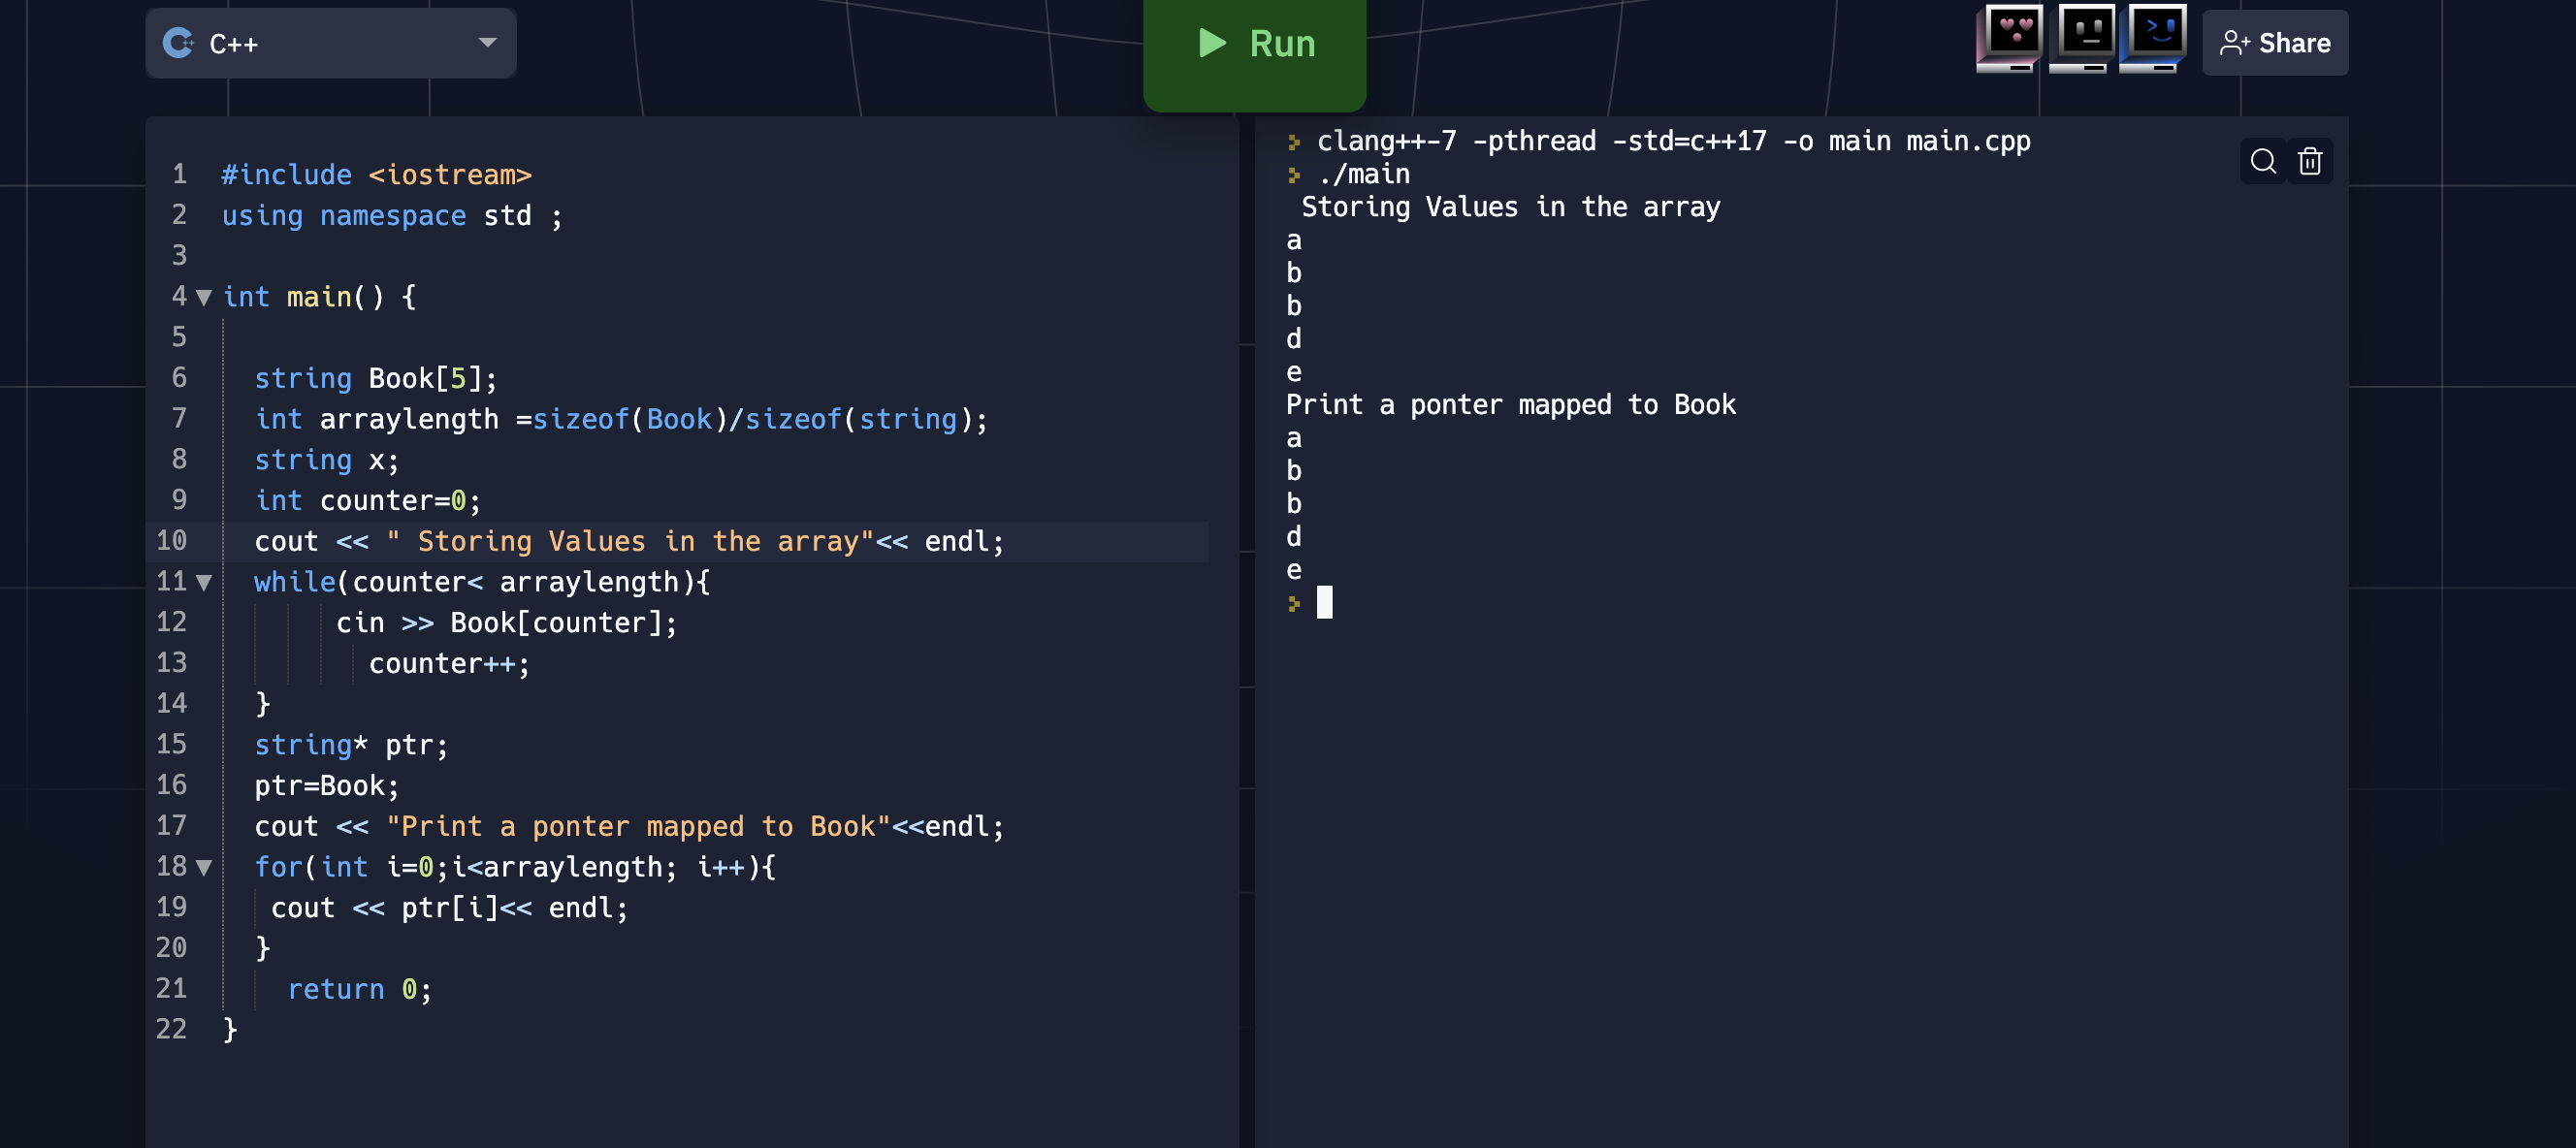 C++
Run
Share
1 #include <iostream>
2 using namespace std ;
3
4 int main() {
5
6 string Book[5];
7 int arraylength =sizeof(Book)/sizeof(string);
8 string x;
9 int counter=0;
10 cout << " Storing Values in the array"<< endl;
11 while(counter< arraylength){
12 cin >> Book[counter];
13 counter++;
14 }
15 string* ptr;
16 ptr=Book;
17 cout << "Print a ponter mapped to Book"<<endl;
18 for(int i=0;i<arraylength; i++){
19 cout << ptr[i]<< endl;
20 }
21 return 0;
22 }
clang++-7 -pthread -std=c++17 -o main main.cpp
./main
Storing Values in the array
a
b
b
d
e
Print a ponter mapped to Book
a
b
b
d
e